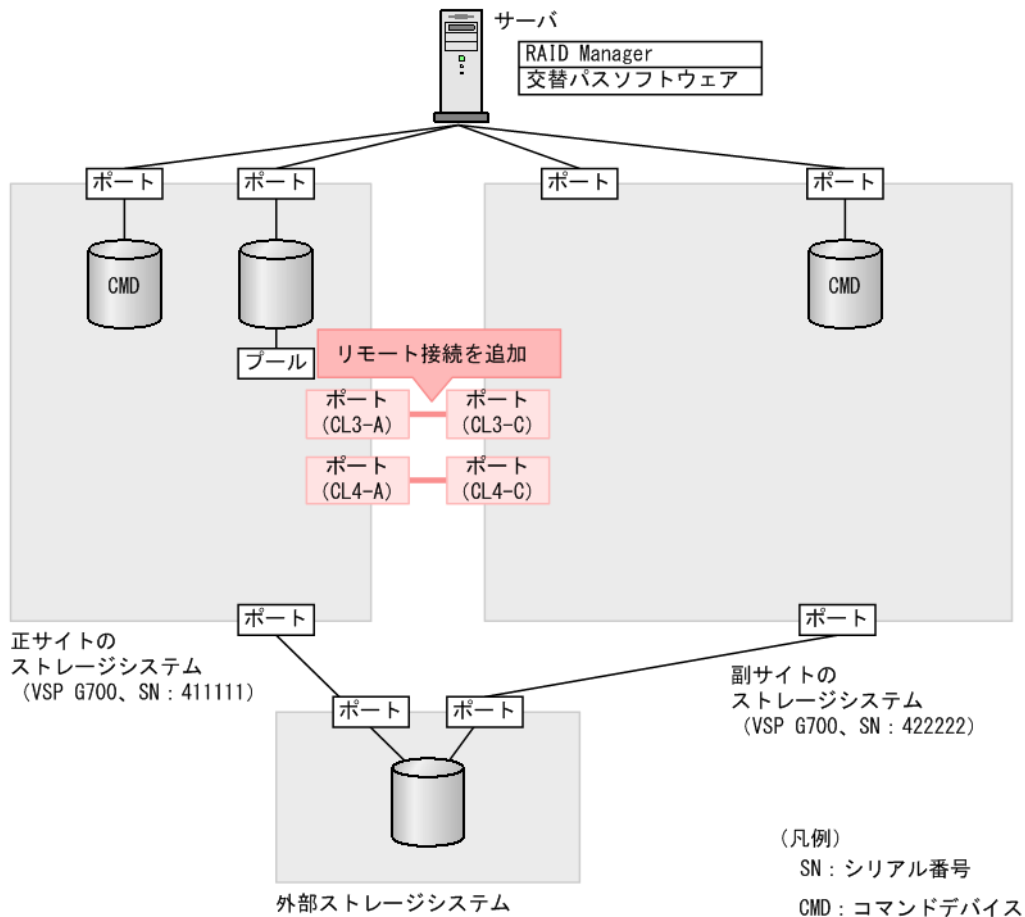 サーバ
RAID Manager
交替パスソフトウェア
ポート
ポート
ポート
ポート
CMD
CMD
プール
リモート接続を追加
ポート
(CL3-A)
ポート
(CL3-C)
ポート
(CL4-A)
ポート
(CL4-C)
ポート
ポート
正サイトの
ストレージシステム
(VSP G700、SN：411111)
副サイトの
ストレージシステム
(VSP G700、SN：422222)
ポート
ポート
外部ストレージシステム
(凡例)
SN：シリアル番号
CMD：コマンドデバイス